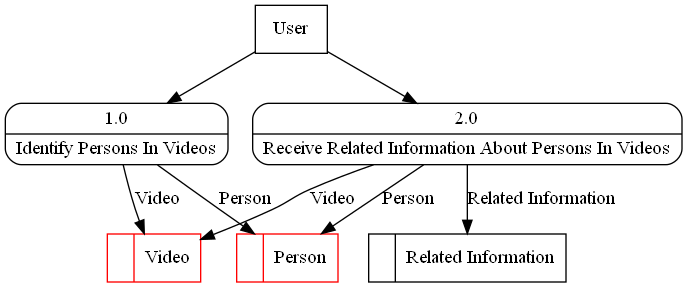 User
1.0
Identify Persons In Videos
2.0
Receive Related Information About Persons In Videos
Video
Person
Video
Person
Related Information
Video
Person
Related Information